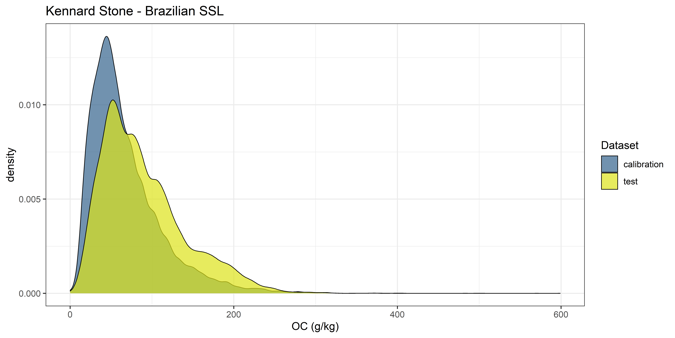 Kennard Stone - Brazilian SSL
density
0.010
0.005
0.000
0
200
400
600
OC (g/kg)
Dataset
calibration
test